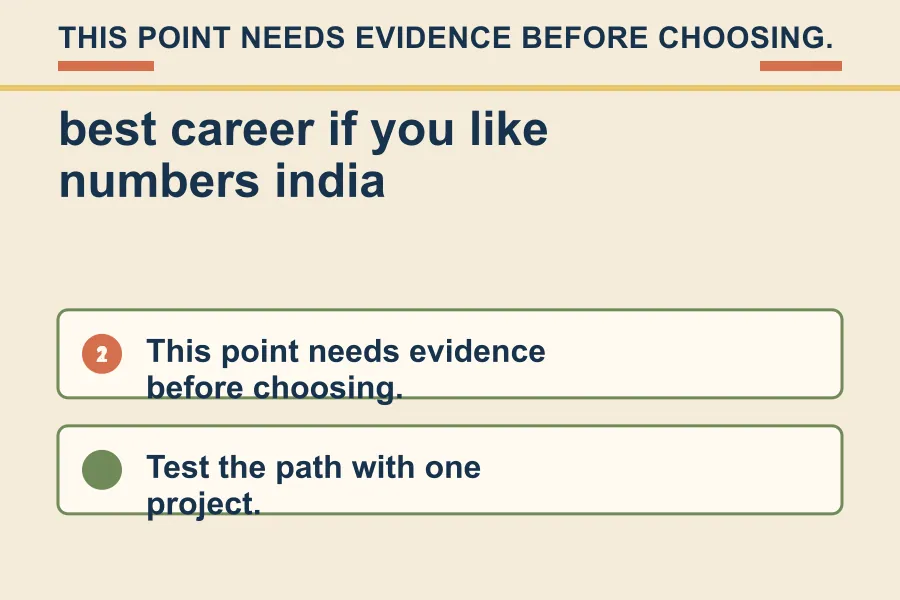 THIS POINT NEEDS EVIDENCE BEFORE CHOOSING.
best career if you like
numbers india
2
This point needs evidence
before choosing.
Test the path with one
project.